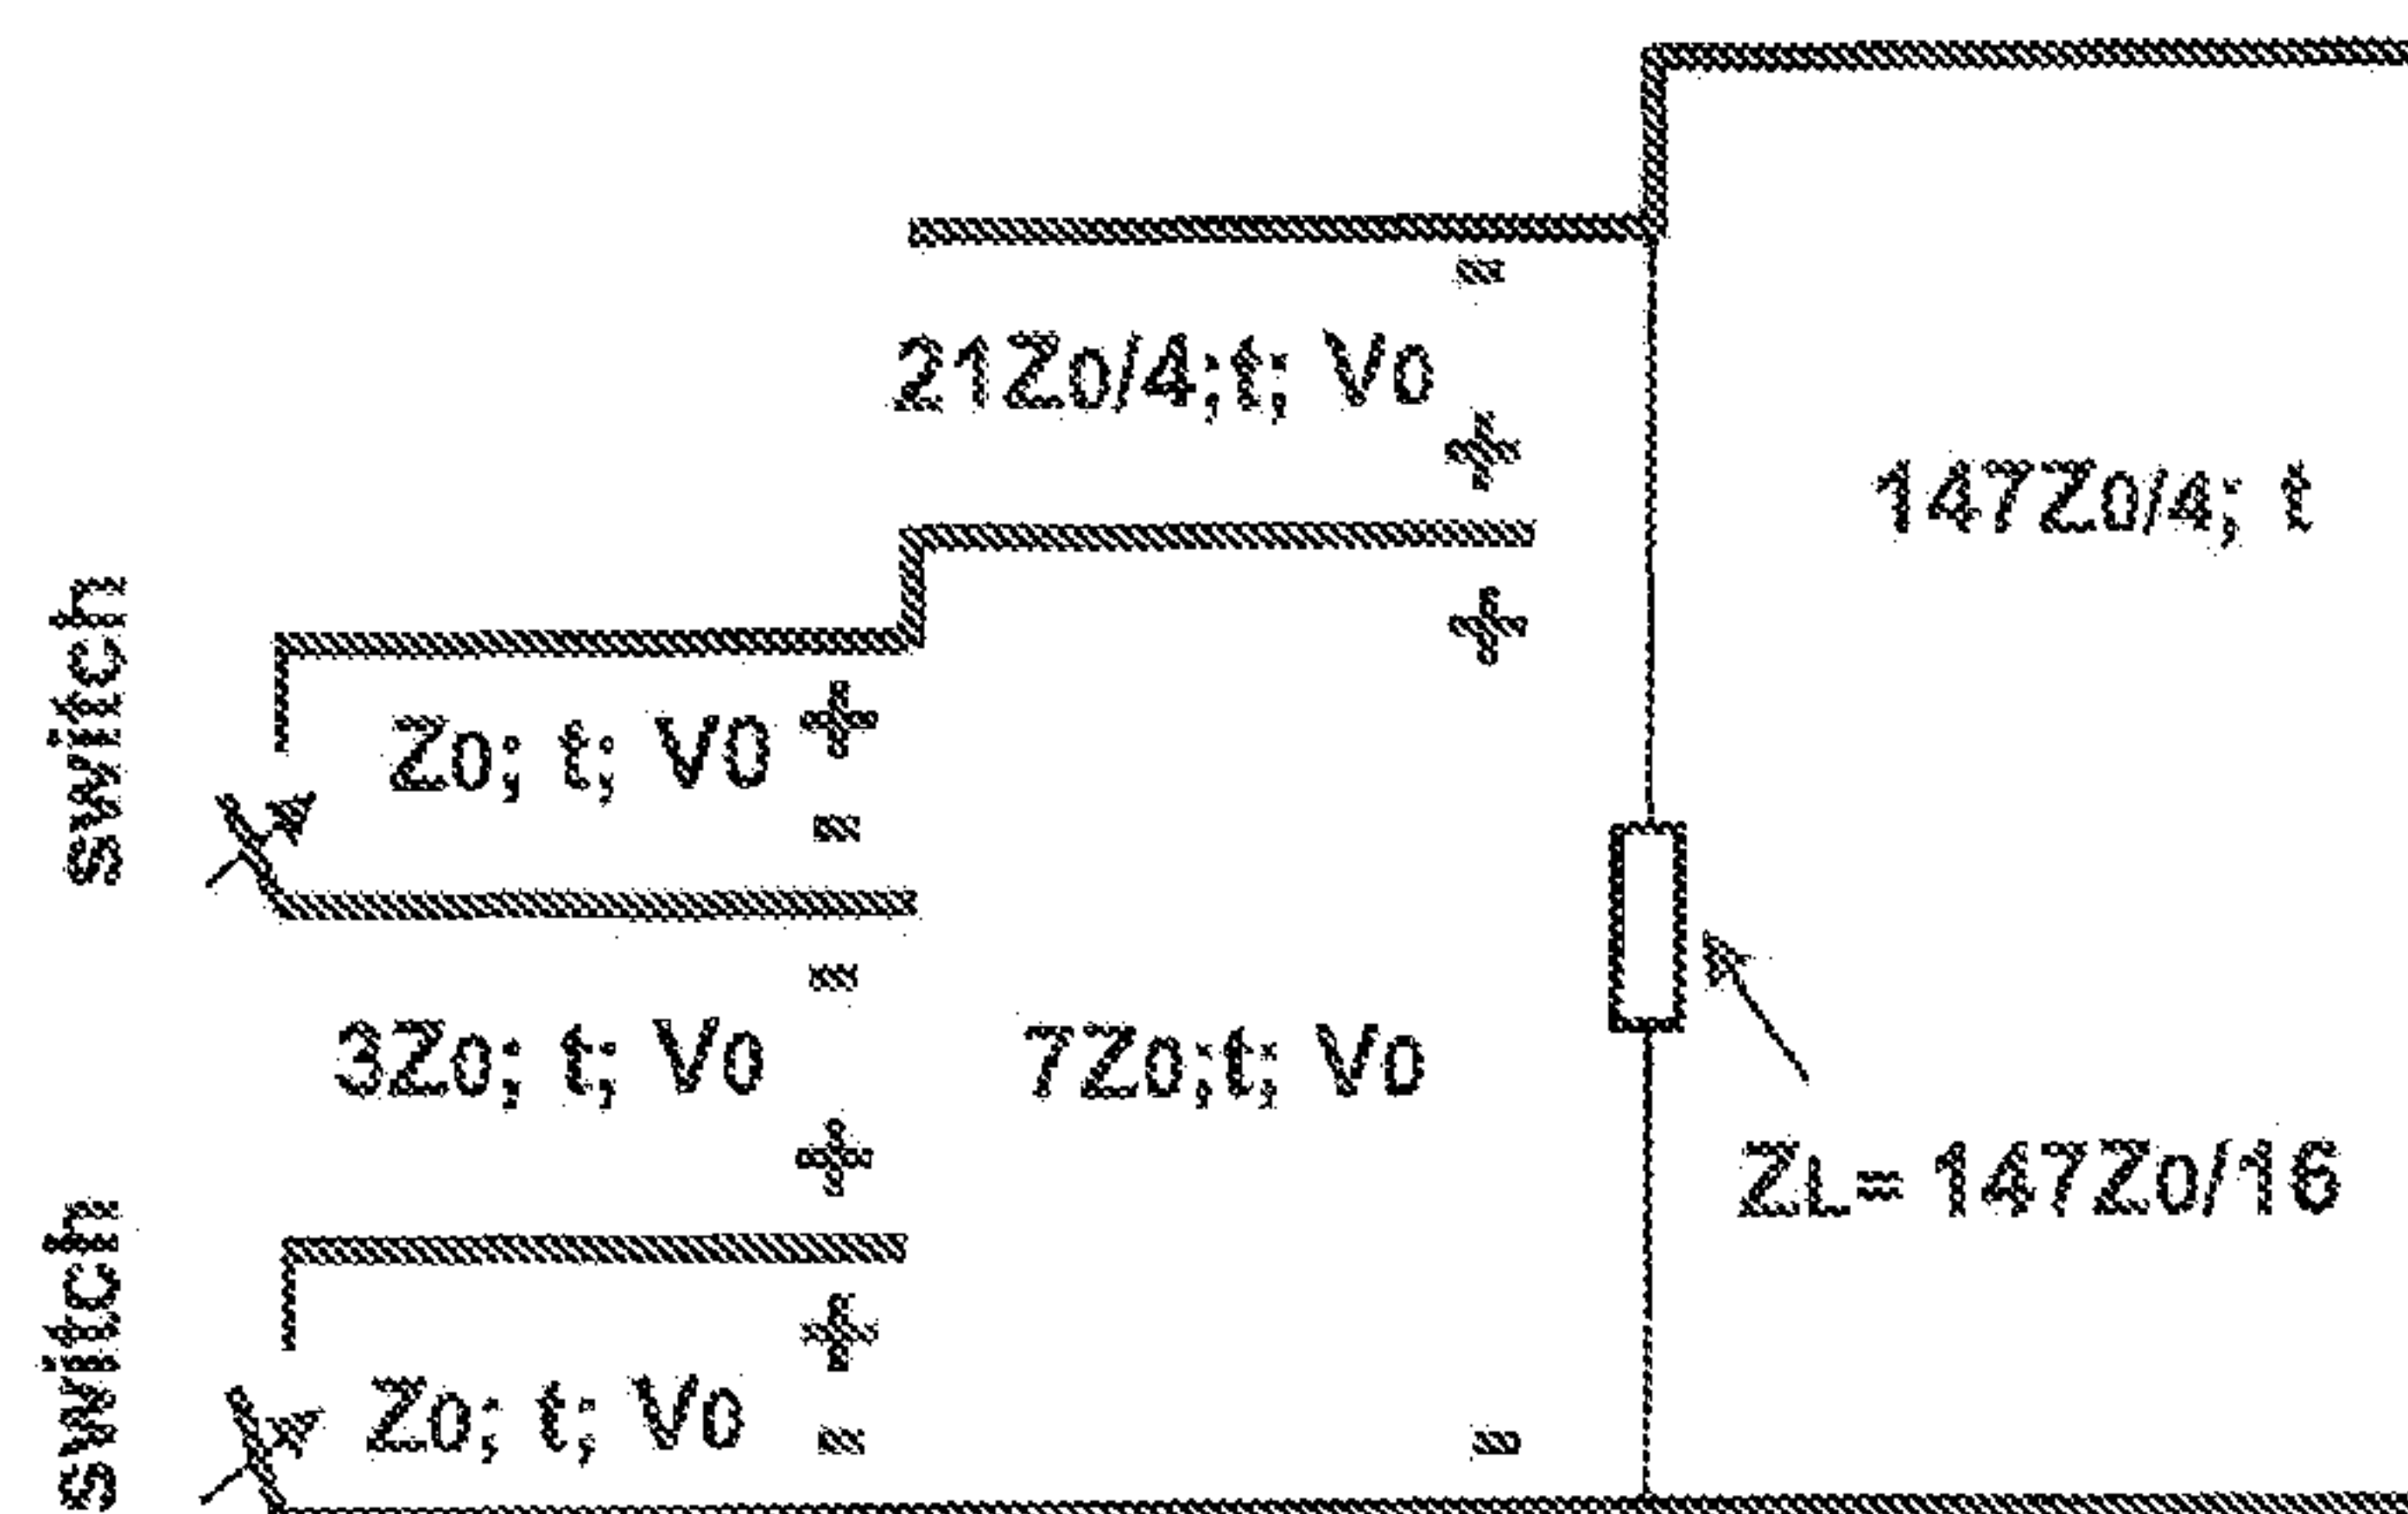 21Z0/4;t; V0
147Z0/4; t
switch
Z0; t; V0
3Z0; t; V0
7Z0;t; V0
ZL= 147Z0/16
switch
Z0; t; V0